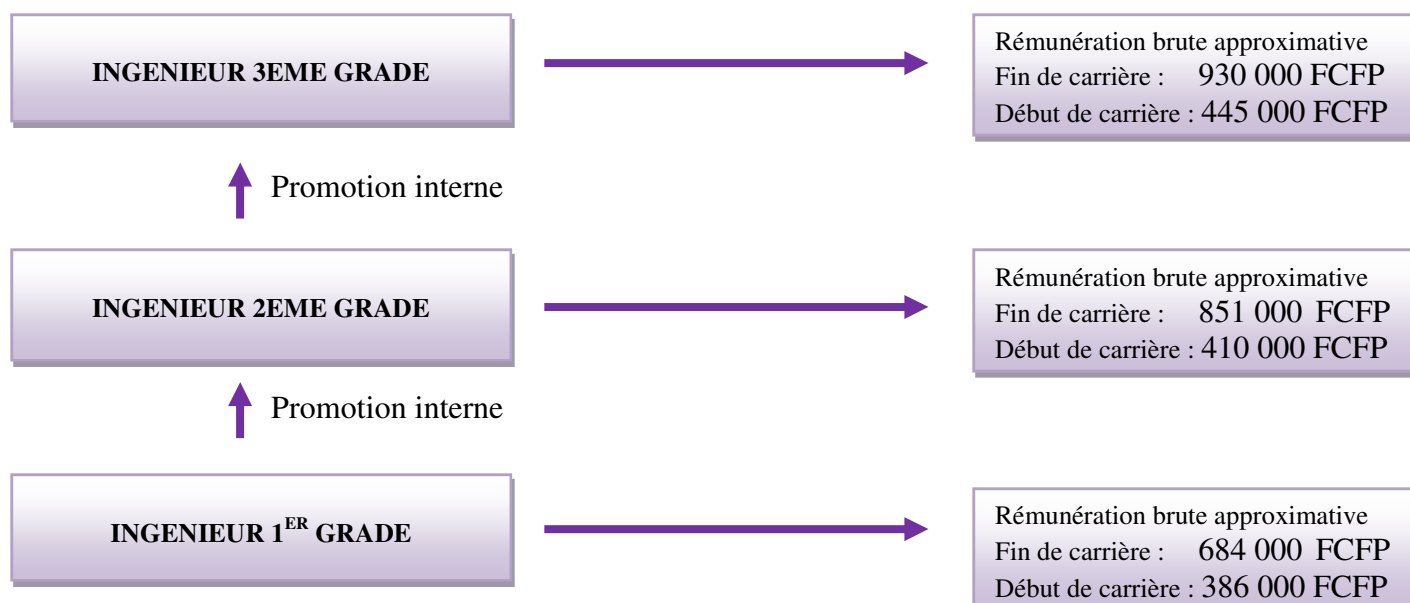 INGENIEUR 3EME GRADE
Rémunération brute approximative
Fin de carrière : 930 000 FCFP
Début de carrière : 445 000 FCFP
Promotion interne
INGENIEUR 2EME GRADE
Rémunération brute approximative
Fin de carrière : 851 000 FCFP
Début de carrière : 410 000 FCFP
Promotion interne
INGENIEUR 1ER GRADE
Rémunération brute approximative
Fin de carrière : 684 000 FCFP
Début de carrière : 386 000 FCFP